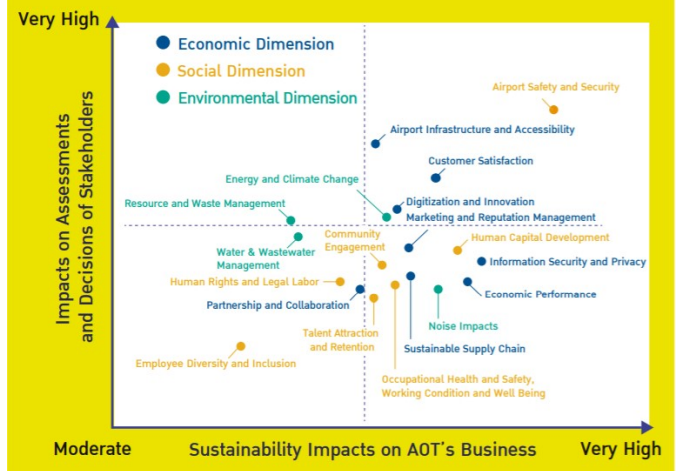 Very High
Economic Dimension
Social Dimension
Environmental Dimension
Airport Safety and Security
Airport Infrastructure and Accessibility
Customer Satisfaction
Energy and Climate Change
Resource and Waste Management
Digitization and Innovation
Marketing and Reputation Management
Community
Engagement
Human Capital Development
Water & Wastewater
Management
Information Security and Privacy
Human Rights and Legal Labor
Partnership and Collaboration
Economic Performance
Noise Impacts
Talent Attraction
and Retention
Sustainable Supply Chain
Employee Diversity and Inclusion
Occupational Health and Safety,
Working Condition and Well Being
Impacts on Assessments
and Decisions of Stakeholders
Moderate
Sustainability Impacts on AOT's Business
Very High